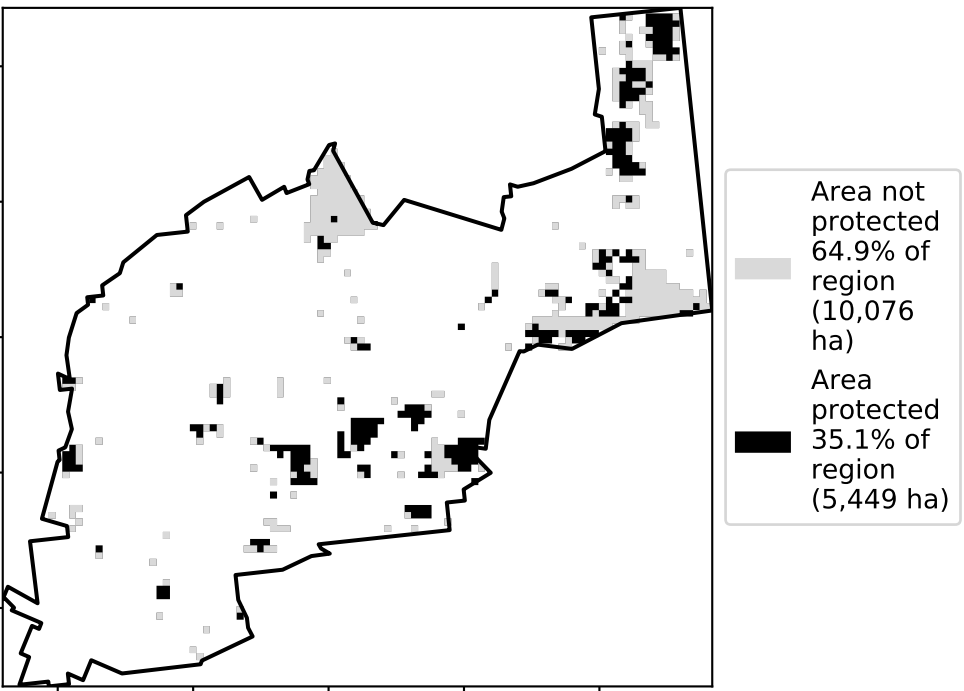 Area not
protected
64.9% of
region
(10,076
ha)
Area
protected
35.1% of
region
(5,449 ha)